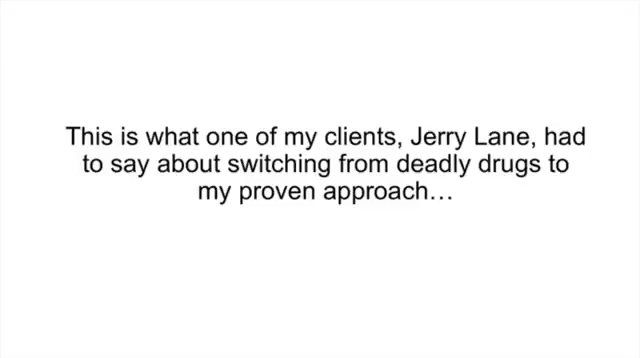 This is what one of my clients, Jerry Lane, had
to say about switching from deadly drugs to
my proven approach…